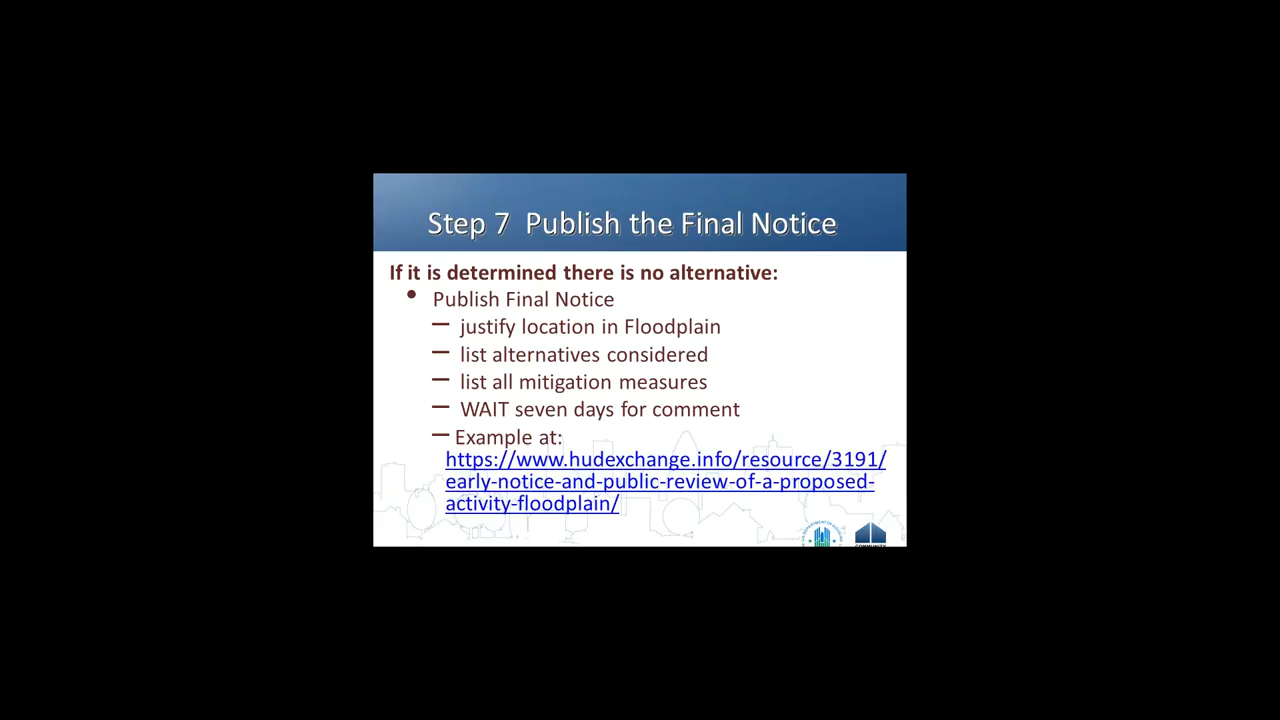 Step 7 Publish the Final Notice
If it is determined there is no alternative:
• Publish Final Notice
– justify location in Floodplain
– list alternatives considered
– list all mitigation measures
– WAIT seven days for comment
– Example at:
https://www.hudexchange.info/resource/3191/
early-notice-and-public-review-of-a-proposed-
activity-floodplain/